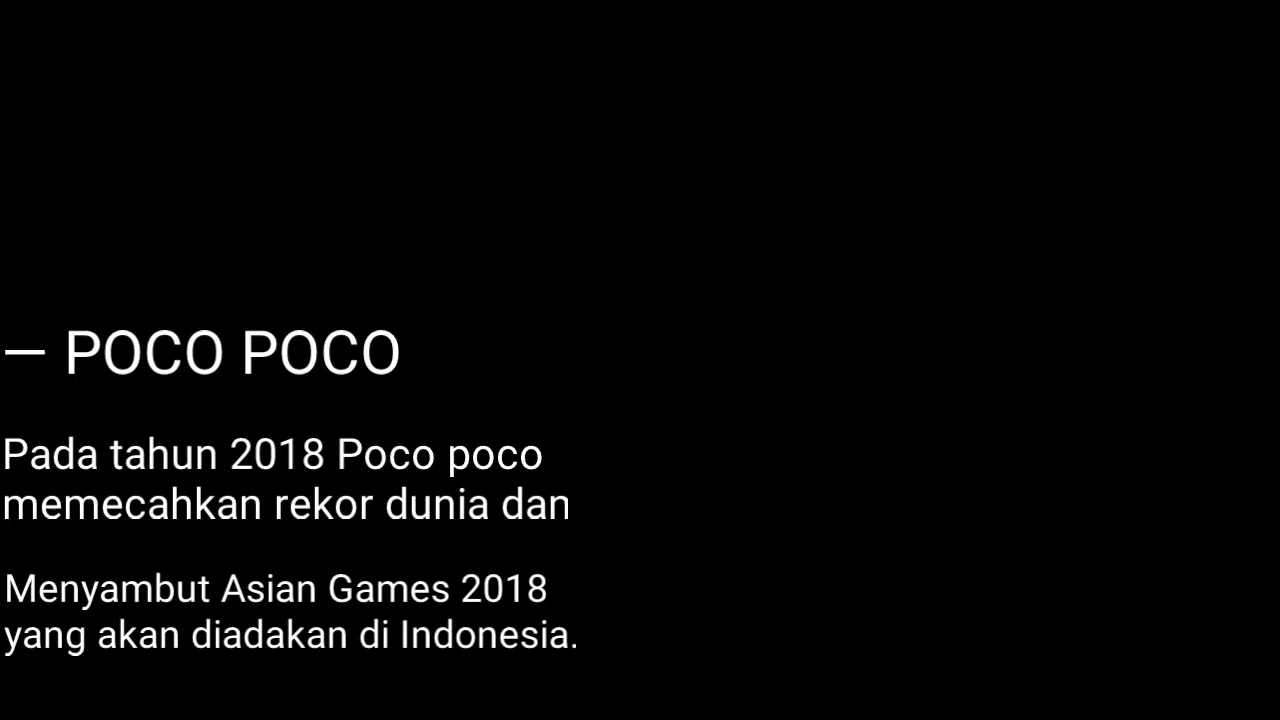 — POCO POCO
Pada tahun 2018 Poco poco
memecahkan rekor dunia dan
Menyambut Asian Games 2018
yang akan diadakan di Indonesia.